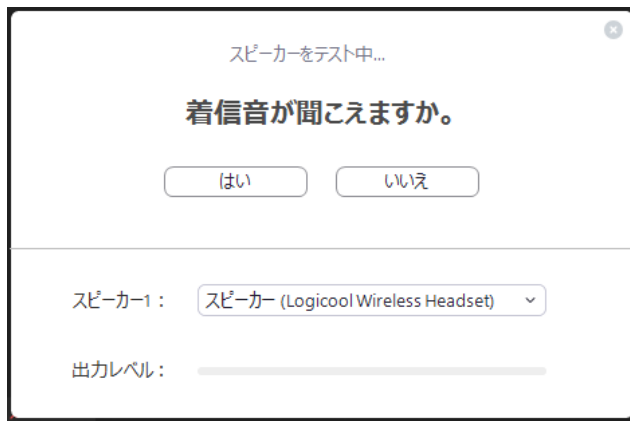 スピーカーをテスト中...
着信音が聞こえますか。
はい いいえ
スピーカー1： スピーカー (Logicool Wireless Headset)
出力レベル：